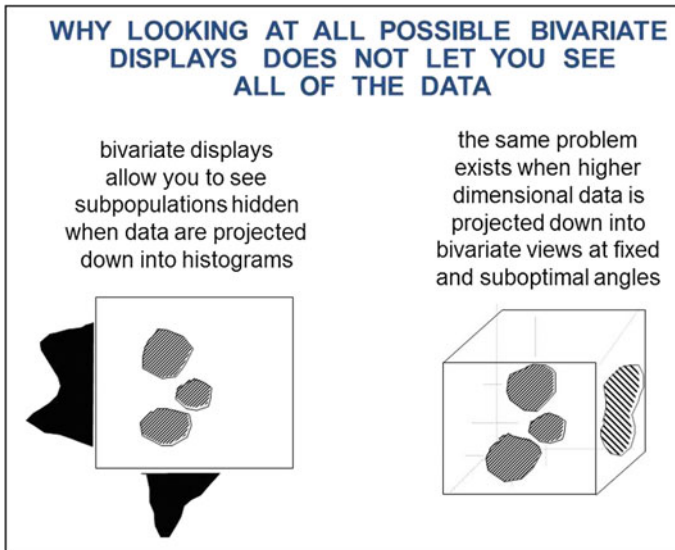 WHY LOOKING AT ALL POSSIBLE BIVARIATE
DISPLAYS DOES NOT LET YOU SEE
ALL OF THE DATA
bivariate displays
allow you to see
subpopulations hidden
when data are projected
down into histograms
the same problem
exists when higher
dimensional data is
projected down into
bivariate views at fixed
and suboptimal angles